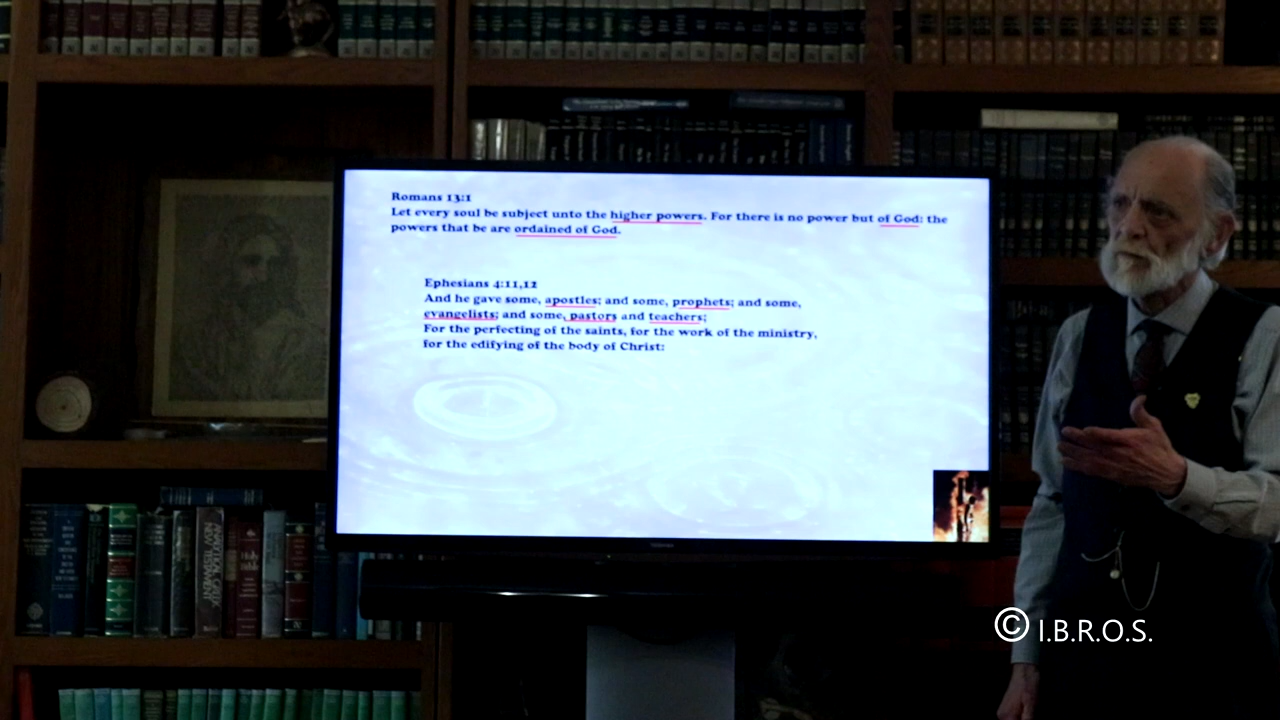 Romans 13:1
Let every soul be subject unto the higher powers. For there is no power but of God: the
powers that be are ordained of God.
Ephesians 4:11,12
And he gave some, apostles; and some, prophets; and some,
evangelists; and some, pastors and teachers;
For the perfecting of the saints, for the work of the ministry,
for the edifying of the body of Christ:
Holy
Bible
© I.B.R.O.S.